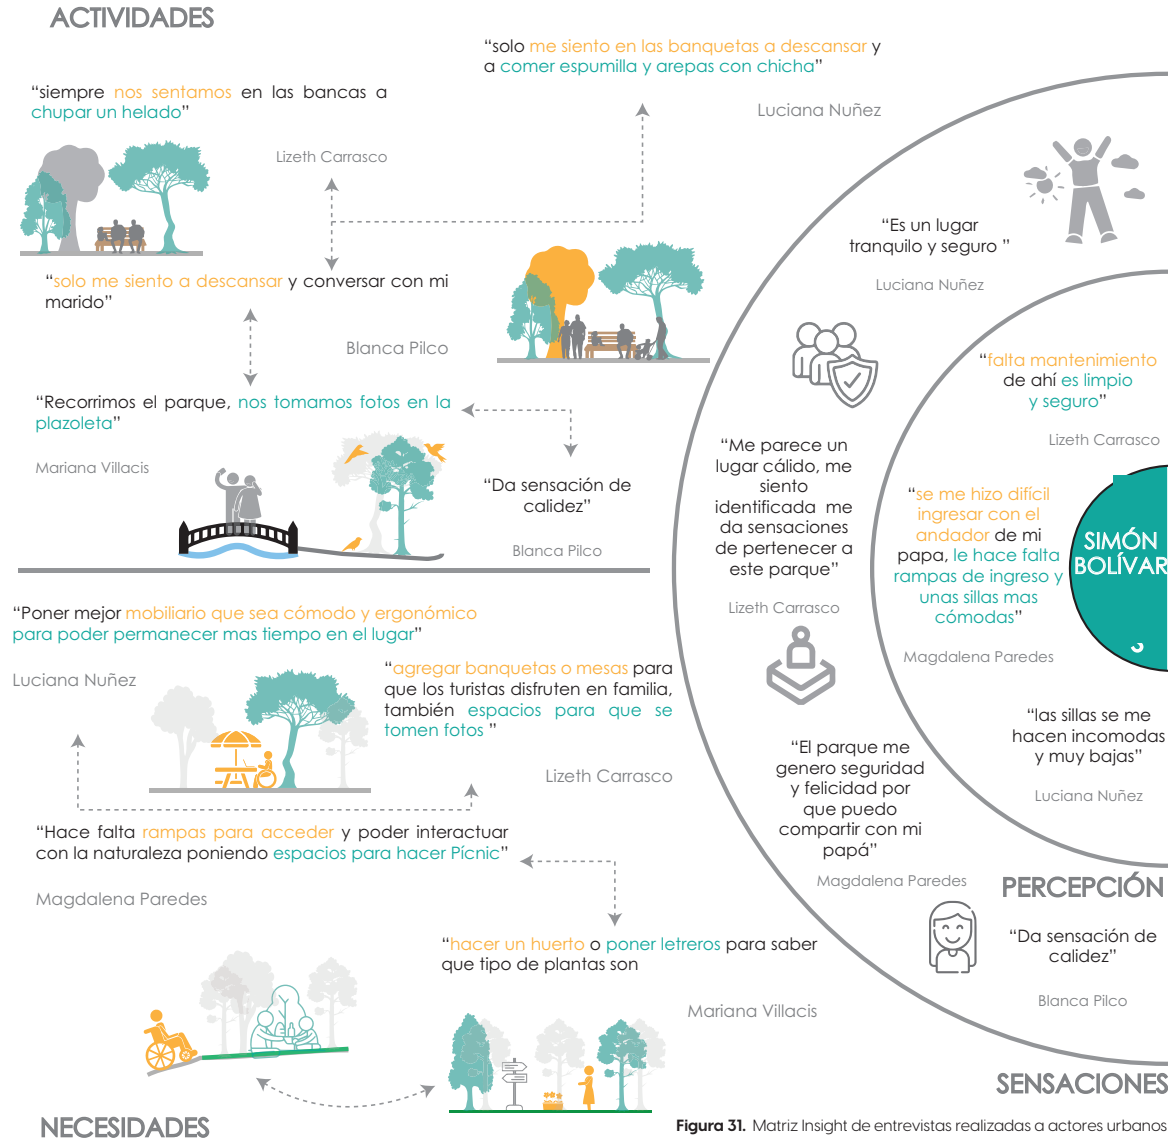 ACTIVIDADES
“solo me siento en las banquetas a descansar y
a comer espumilla y arepas con chicha”
Luciana Nuñez
“siempre nos sentamos en las bancas a
chupar un helado”
Lizeth Carrasco
“solo me siento a descansar y conversar con mi
marido”
Blanca Pilco
“Recorrimos el parque, nos tomamos fotos en la
plazoleta”
Mariana Villacis
“Da sensación de
calidez”
Blanca Pilco
“Es un lugar
tranquilo y seguro ”
Luciana Nuñez
“Me parece un
lugar cálido, me
siento
identificada me
da sensaciones
de pertenecer a
este parque”
Lizeth Carrasco
“El parque me
genero seguridad
y felicidad por
que puedo
compartir con mi
papá”
Magdalena Paredes
“falta mantenimiento
de ahí es limpio
y seguro”
Lizeth Carrasco
“se me hizo difícil
ingresar con el
andador de mi
papa, le hace falta
rampas de ingreso y
unas sillas mas
cómodas”
Magdalena Paredes
SIMÓN
BOLÍVAR
“las sillas se me
hacen incomodas
y muy bajas”
Luciana Nuñez
PERCEPCIÓN
“Da sensación de
calidez”
Blanca Pilco
SENSACIONES
“Poner mejor mobiliario que sea cómodo y ergonómico
para poder permanecer mas tiempo en el lugar”
Luciana Nuñez
“agregar banquetas o mesas para
que los turistas disfruten en familia,
también espacios para que se
tomen fotos ”
Lizeth Carrasco
“Hace falta rampas para acceder y poder interactuar
con la naturaleza poniendo espacios para hacer Pícnic”
Magdalena Paredes
“hacer un huerto o poner letreros para saber
que tipo de plantas son
Mariana Villacis
NECESIDADES
Figura 31. Matriz Insight de entrevistas realizadas a actores urbanos